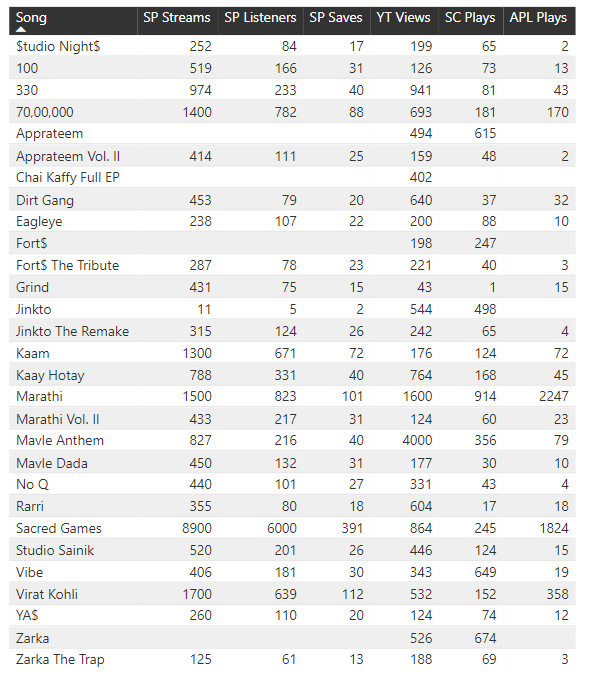 Song SP Streams SP Listeners SP Saves YT Views SC Plays APL Plays
$tudio Night$ 252 84 17 199 65 2
100 519 166 31 126 73 13
330 974 233 40 941 81 43
70,00,000 1400 782 88 693 181 170
Apprateem 494 615
Apprateem Vol. II 414 111 25 159 48 2
Chai Kaffy Full EP 402
Dirt Gang 453 79 20 640 37 32
Eagleye 238 107 22 200 88 10
Fort$ 198 247
Fort$ The Tribute 287 78 23 221 40 3
Grind 431 75 15 43 1 15
Jinkto 11 5 2 544 498
Jinkto The Remake 315 124 26 242 65 4
Kaam 1300 671 72 176 124 72
Kaay Hotay 788 331 40 764 168 45
Marathi 1500 823 101 1600 914 2247
Marathi Vol. II 433 217 31 124 60 23
Mavle Anthem 827 216 40 4000 356 79
Mavle Dada 450 132 31 177 30 10
No Q 440 101 27 331 43 4
Rarri 355 80 18 604 17 18
Sacred Games 8900 6000 391 864 245 1824
Studio Sainik 520 201 26 446 124 15
Vibe 406 181 30 343 649 19
Virat Kohli 1700 639 112 532 152 358
YA$ 260 110 20 124 74 12
Zarka 526 674
Zarka The Trap 125 61 13 188 69 3